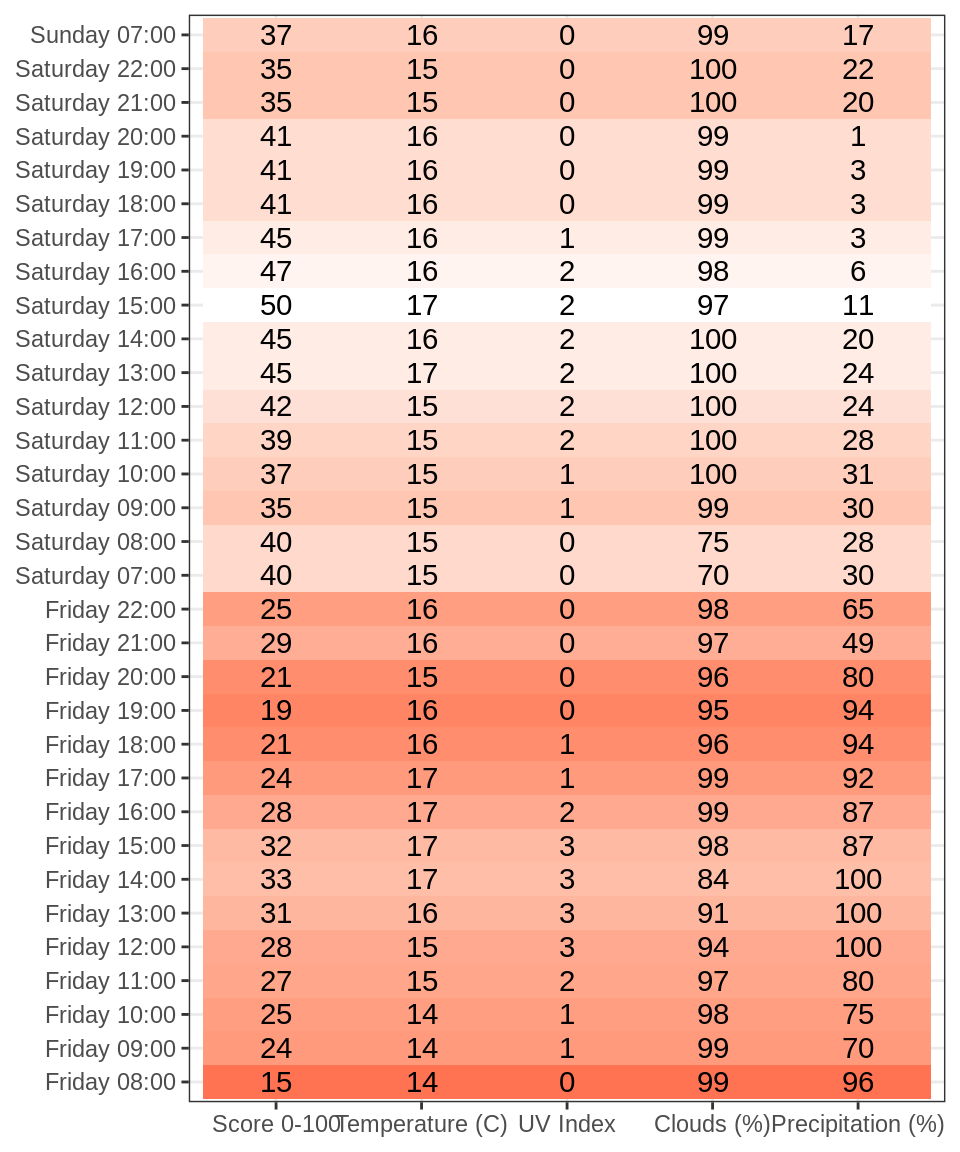 Sunday 07:00 37 16 0 99 17
Saturday 22:00 35 15 0 100 22
Saturday 21:00 35 15 0 100 20
Saturday 20:00 41 16 0 99 1
Saturday 19:00 41 16 0 99 3
Saturday 18:00 41 16 0 99 3
Saturday 17:00 45 16 1 99 3
Saturday 16:00 47 16 2 98 6
Saturday 15:00 50 17 2 97 11
Saturday 14:00 45 16 2 100 20
Saturday 13:00 45 17 2 100 24
Saturday 12:00 42 15 2 100 24
Saturday 11:00 39 15 2 100 28
Saturday 10:00 37 15 1 100 31
Saturday 09:00 35 15 1 99 30
Saturday 08:00 40 15 0 75 28
Saturday 07:00 40 15 0 70 30
Friday 22:00 25 16 0 98 65
Friday 21:00 29 16 0 97 49
Friday 20:00 21 15 0 96 80
Friday 19:00 19 16 0 95 94
Friday 18:00 21 16 1 96 94
Friday 17:00 24 17 1 99 92
Friday 16:00 28 17 2 99 87
Friday 15:00 32 17 3 98 87
Friday 14:00 33 17 3 84 100
Friday 13:00 31 16 3 91 100
Friday 12:00 28 15 3 94 100
Friday 11:00 27 15 2 97 80
Friday 10:00 25 14 1 98 75
Friday 09:00 24 14 1 99 70
Friday 08:00 15 14 0 99 96
Score 0-100 Temperature (C) UV Index Clouds (%) Precipitation (%)